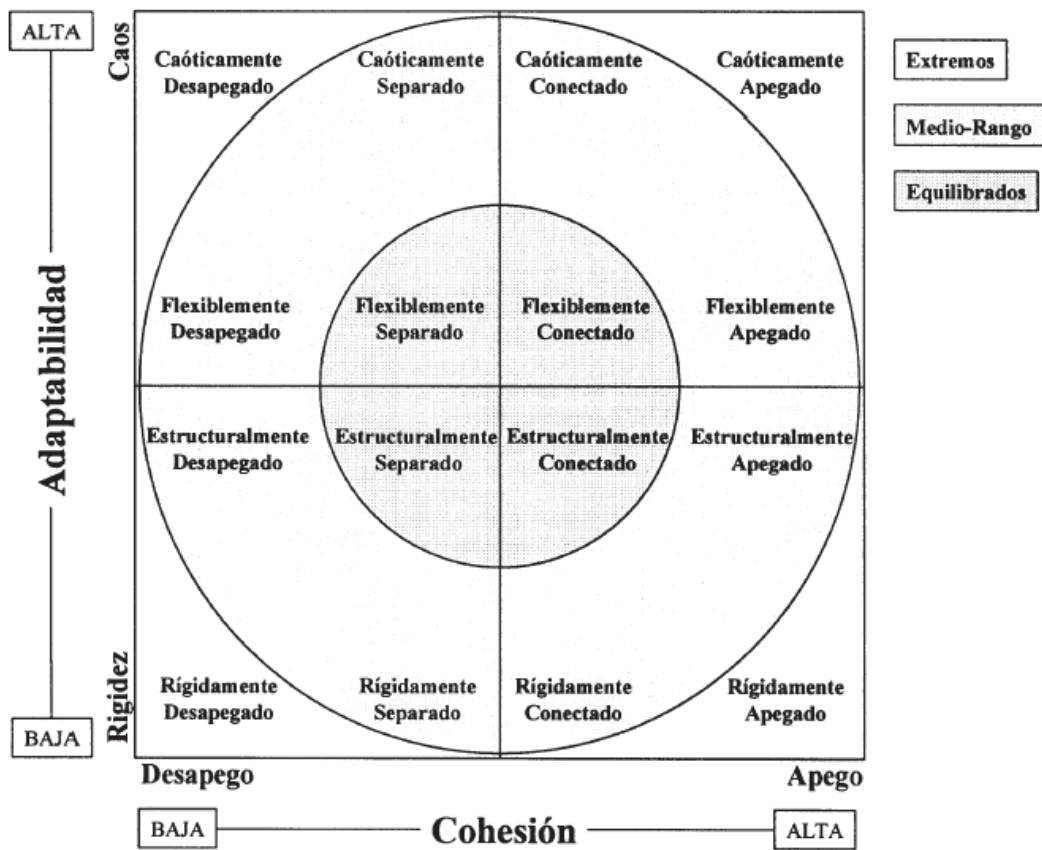 ALTA
Caos
Caóticamente
Desapegado
Caóticamente
Separado
Caóticamente
Conectado
Caóticamente
Apegado
Extremos
Medio-Rango
Equilibrados
Adaptabilidad
Flexiblemente
Desapegado
Flexiblemente
Separado
Flexiblemente
Conectado
Flexiblemente
Apegado
Estructuralmente
Desapegado
Estructuralmente
Separado
Estructuralmente
Conectado
Estructuralmente
Apegado
Rigidez
Rígidamente
Desapegado
Rígidamente
Separado
Rígidamente
Conectado
Rígidamente
Apegado
BAJA
Desapego
Apego
BAJA
Cohesión
ALTA